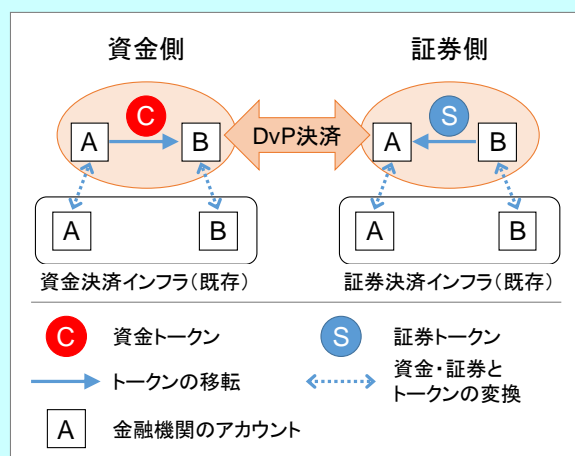 資金側
証券側
C
S
A
B
DvP決済
A
B
A
B
A
B
資金決済インフラ(既存)
証券決済インフラ(既存)
C 資金トークン
S 証券トークン
トークンの移転
資金・証券と
トークンの変換
A 金融機関のアカウント